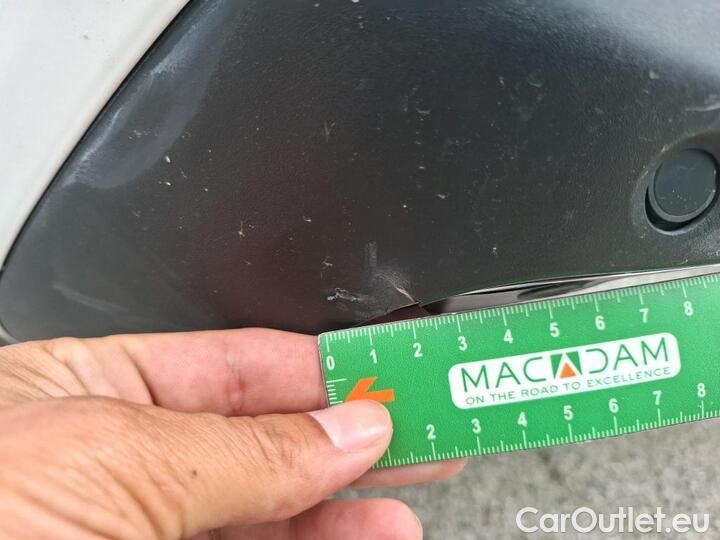 0 1 2 3 4 5 6 7 8
MACADAM
ON THE ROAD TO EXCELLENCE
2 3 4 5 6 7 8
CarOutlet.eu